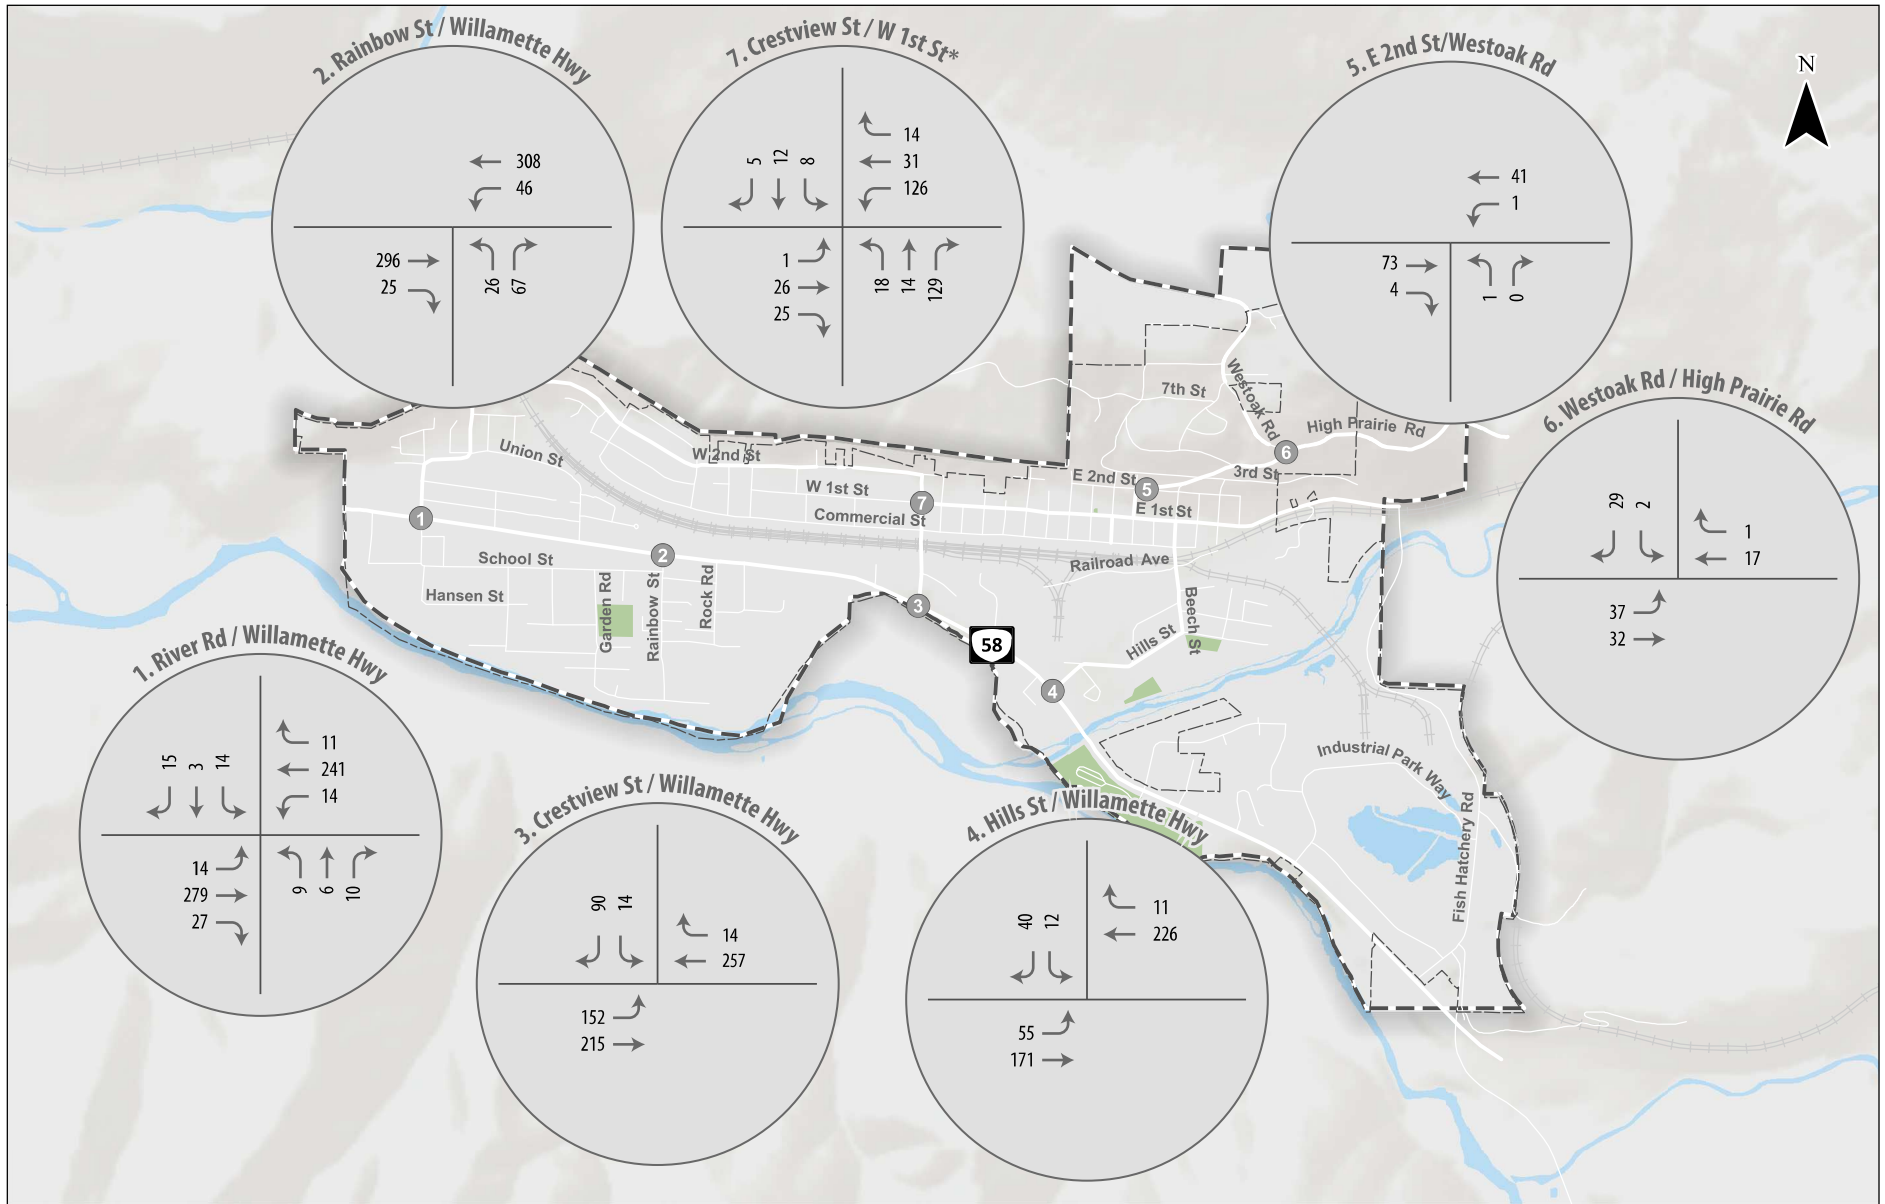 2. Rainbow St / Willamette Hwy
308
46
296
25
26
67
7. Crestview St / W 1st St*
5
12
8
14
31
126
1
26
25
18
14
129
5. E 2nd St/Westoak Rd
41
1
73
4
1
0
N
6. Westoak Rd / High Prairie Rd
29
2
1
17
37
32
7th St
Westoak Rd
High Prairie Rd
6
Union St
W 2nd St
E 2nd St
3rd St
5
W 1st St
7
E 1st St
1
Commercial St
2
School St
Railroad Ave
Hansen St
Garden Rd
Rainbow St
Rock Rd
3
Beech St
Hills St
58
4
Industrial Park Way
Fish Hatchery Rd
1. River Rd / Willamette Hwy
15
3
14
11
241
14
14
279
27
9
6
10
3. Crestview St / Willamette Hwy
90
14
14
257
152
215
4. Hills St / Willamette Hwy
40
12
11
226
55
171